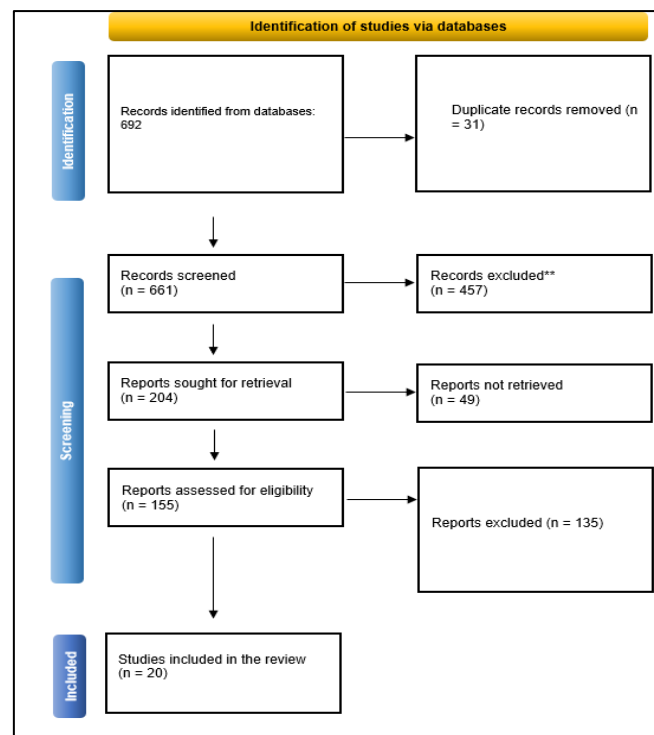 Identification of studies via databases
Identification
Records identified from databases:
692
Duplicate records removed (n
= 31)
Screening
Records screened
(n = 661)
Records excluded**
(n = 457)
Reports sought for retrieval
(n = 204)
Reports not retrieved
(n = 49)
Reports assessed for eligibility
(n = 155)
Reports excluded (n = 135)
Included
Studies included in the review
(n = 20)